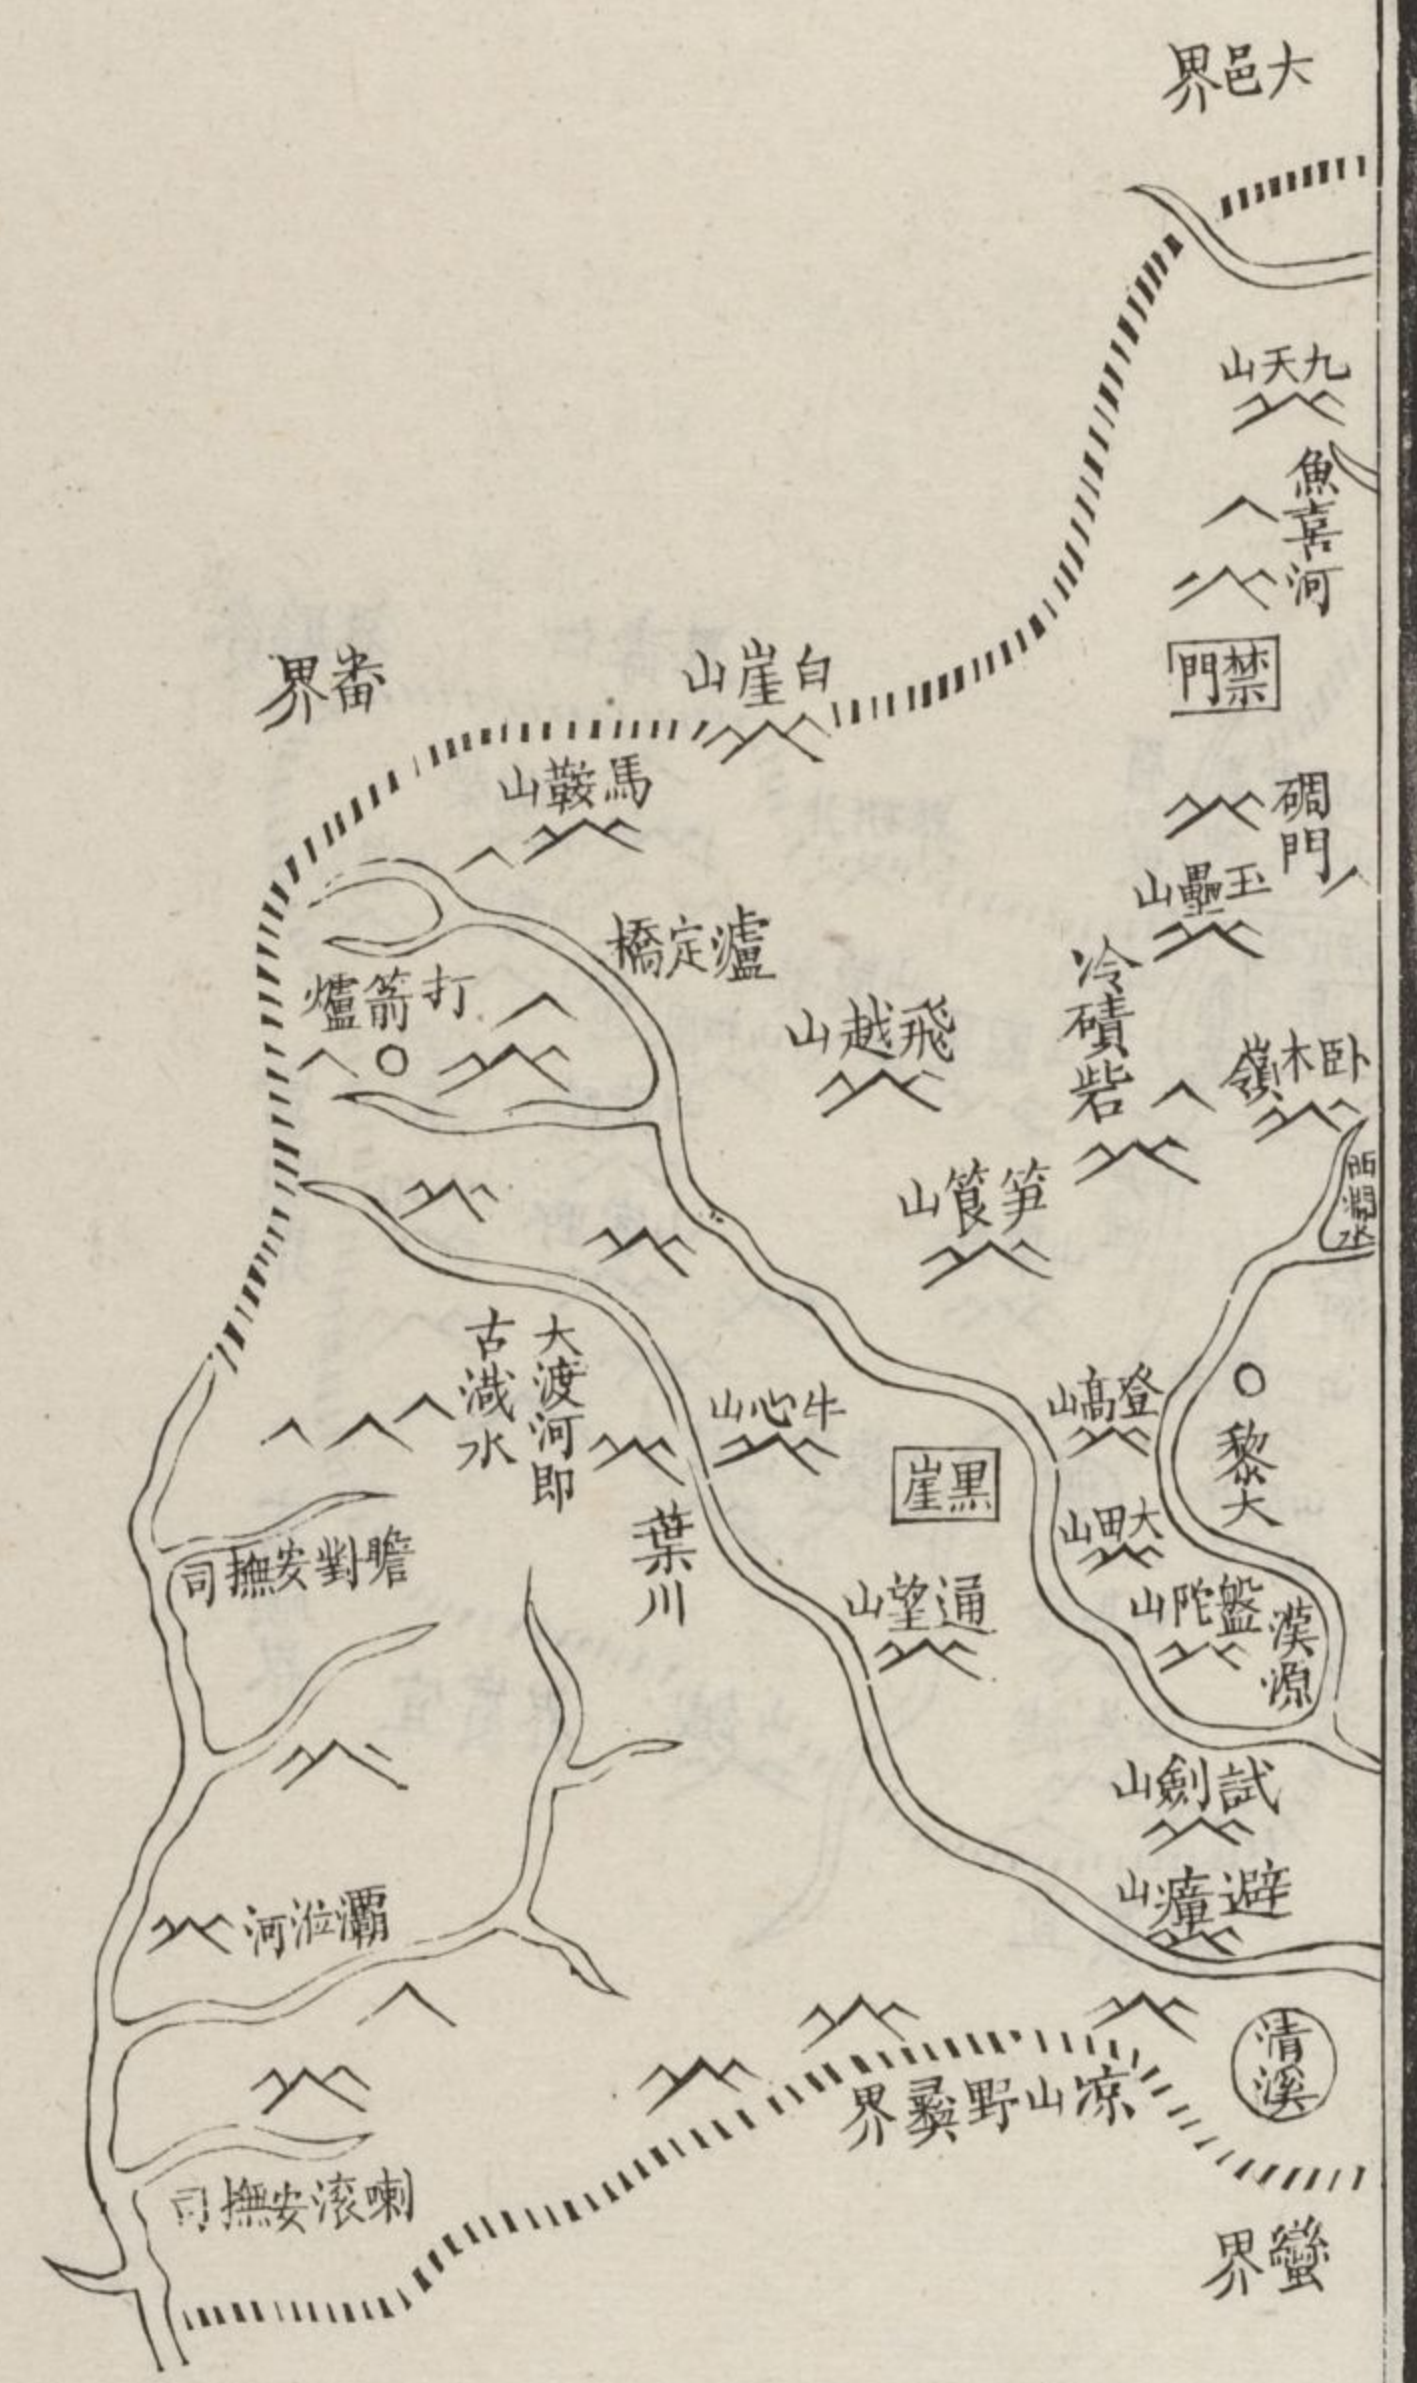 大邑界
九天山
魚喜河
禁門
碉門
玉壘山
冷磧砦
卧木嶺
白崖山
畨界
馬鞍山
瀘定橋
打箭爐
飛越山
笋筤山
大渡河即
古㵴水
牛心山
葉川
黑崖
登高山
大田山
黎大
盤陀山
漢源
通望山
瞻對安撫司
試劍山
避瘴山
灞泣河
清溪
凉山野彝界
喇滚安撫司
蠻界